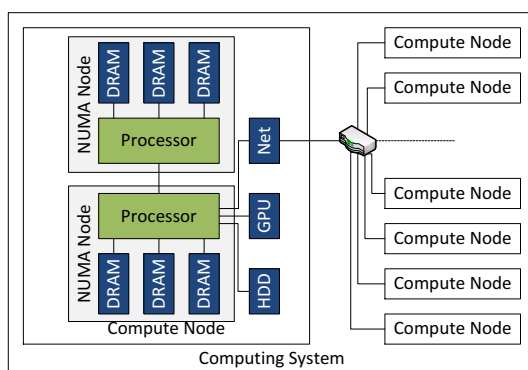 NUMA Node
DRAM
DRAM
DRAM
Processor
NUMA Node
Processor
DRAM
DRAM
DRAM
Net
GPU
HDD
Compute Node
Compute Node
Compute Node
Compute Node
Compute Node
Compute Node
Compute Node
Computing System